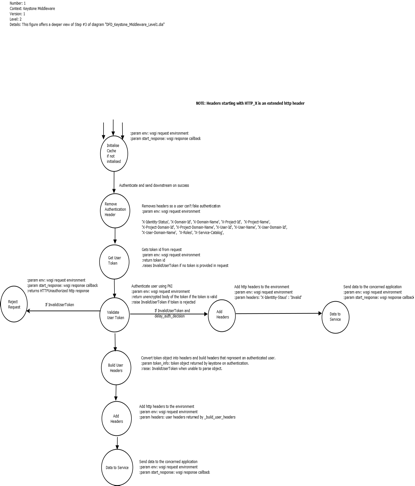 Number: 1
Context: Keystone Middleware
Version: 1
Level: 2
Details: "This figure offers a deeper view of Step #3 of diagram "DFD_Keystone_Middleware_Level1.dia"
NOTE: Headers starting with HTTP_X is an extended http header
:param env: wsgi request environment
:param start_response: wsgi response callback
Initialise
Cache
if not
initialised
Authenticate and send downstream on success
Remove
Authentication
Header
Removes headers so a user can't fake authentication
:param env: wsgi request environment
'X-Identity-Status', 'X-Domain-Id', 'X-Domain-Name', 'X-Project-Id', 'X-Project-Name',
'X-Project-Domain-Name', 'X-User-Id', 'X-User-Name', 'X-User-Domain-Id',
'X-User-Domain-Name', 'X-Roles', 'X-Service-Catalog',
Get User
Token
Gets token id from request
:param env: wsgi request environment
:return token id
:raises InvalidUserToken if no token is provided in request
:param env: wsgi request environment
:param start_response: wsgi response callback
:returns HTTPUnauthorized http response
Reject
Request
If InvalidUserToken
Authenticate user using PKI
:param env: wsgi request environment
:return unencrypted body of the token if the token is valid
:raise InvalidUserToken if token is rejected
Validate
User Token
If InvalidUserToken and
delay_auth_decision
Add http headers to the environment
:param env: wsgi request environment
:param headers: 'X-Identity-Staus' : 'Invalid'
Add
Headers
Send data to the concerned application
:param env: wsgi request environment
:param start_response: wsgi response callback
Data to
Service
Build User
Headers
Convert token object into headers and build headers that represent an authenticated user.
:param token_info: token object returned by keystone on authentication.
:raise: InvalidUserToken when unable to parse object.
Add
Headers
Add http headers to the environment
:param env: wsgi request environment
:param headers: user headers returned by _build_user_headers
Data to Service
Send data to the concerned application
:param env: wsgi request environment
:param start_response: wsgi response callback